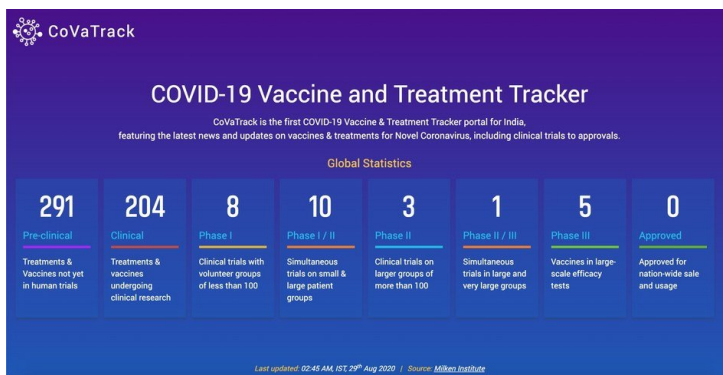 CoVaTrack
COVID-19 Vaccine and Treatment Tracker
CoVaTrack is the first COVID-19 Vaccine & Treatment Tracker portal for India,
featuring the latest news and updates on vaccines & treatments for Novel Coronavirus, including clinical trials to approvals.
Global Statistics
291
Pre-clinical
Treatments &
Vaccines not yet
in human trials
204
Clinical
Treatments &
vaccines
undergoing
clinical research
8
Phase I
Clinical trials with
volunteer groups
of less than 100
10
Phase I / II
Simultaneous
trials on small &
large patient
groups
3
Phase II
Clinical trials on
larger groups of
more than 100
1
Phase II / III
Simultaneous
trials in large and
very large groups
5
Phase III
Vaccines in large-
scale efficacy
tests
0
Approved
Approved for
nation-wide sale
and usage
Last updated: 02:45 AM, IST, 29th Aug 2020 | Source: Milken Institute